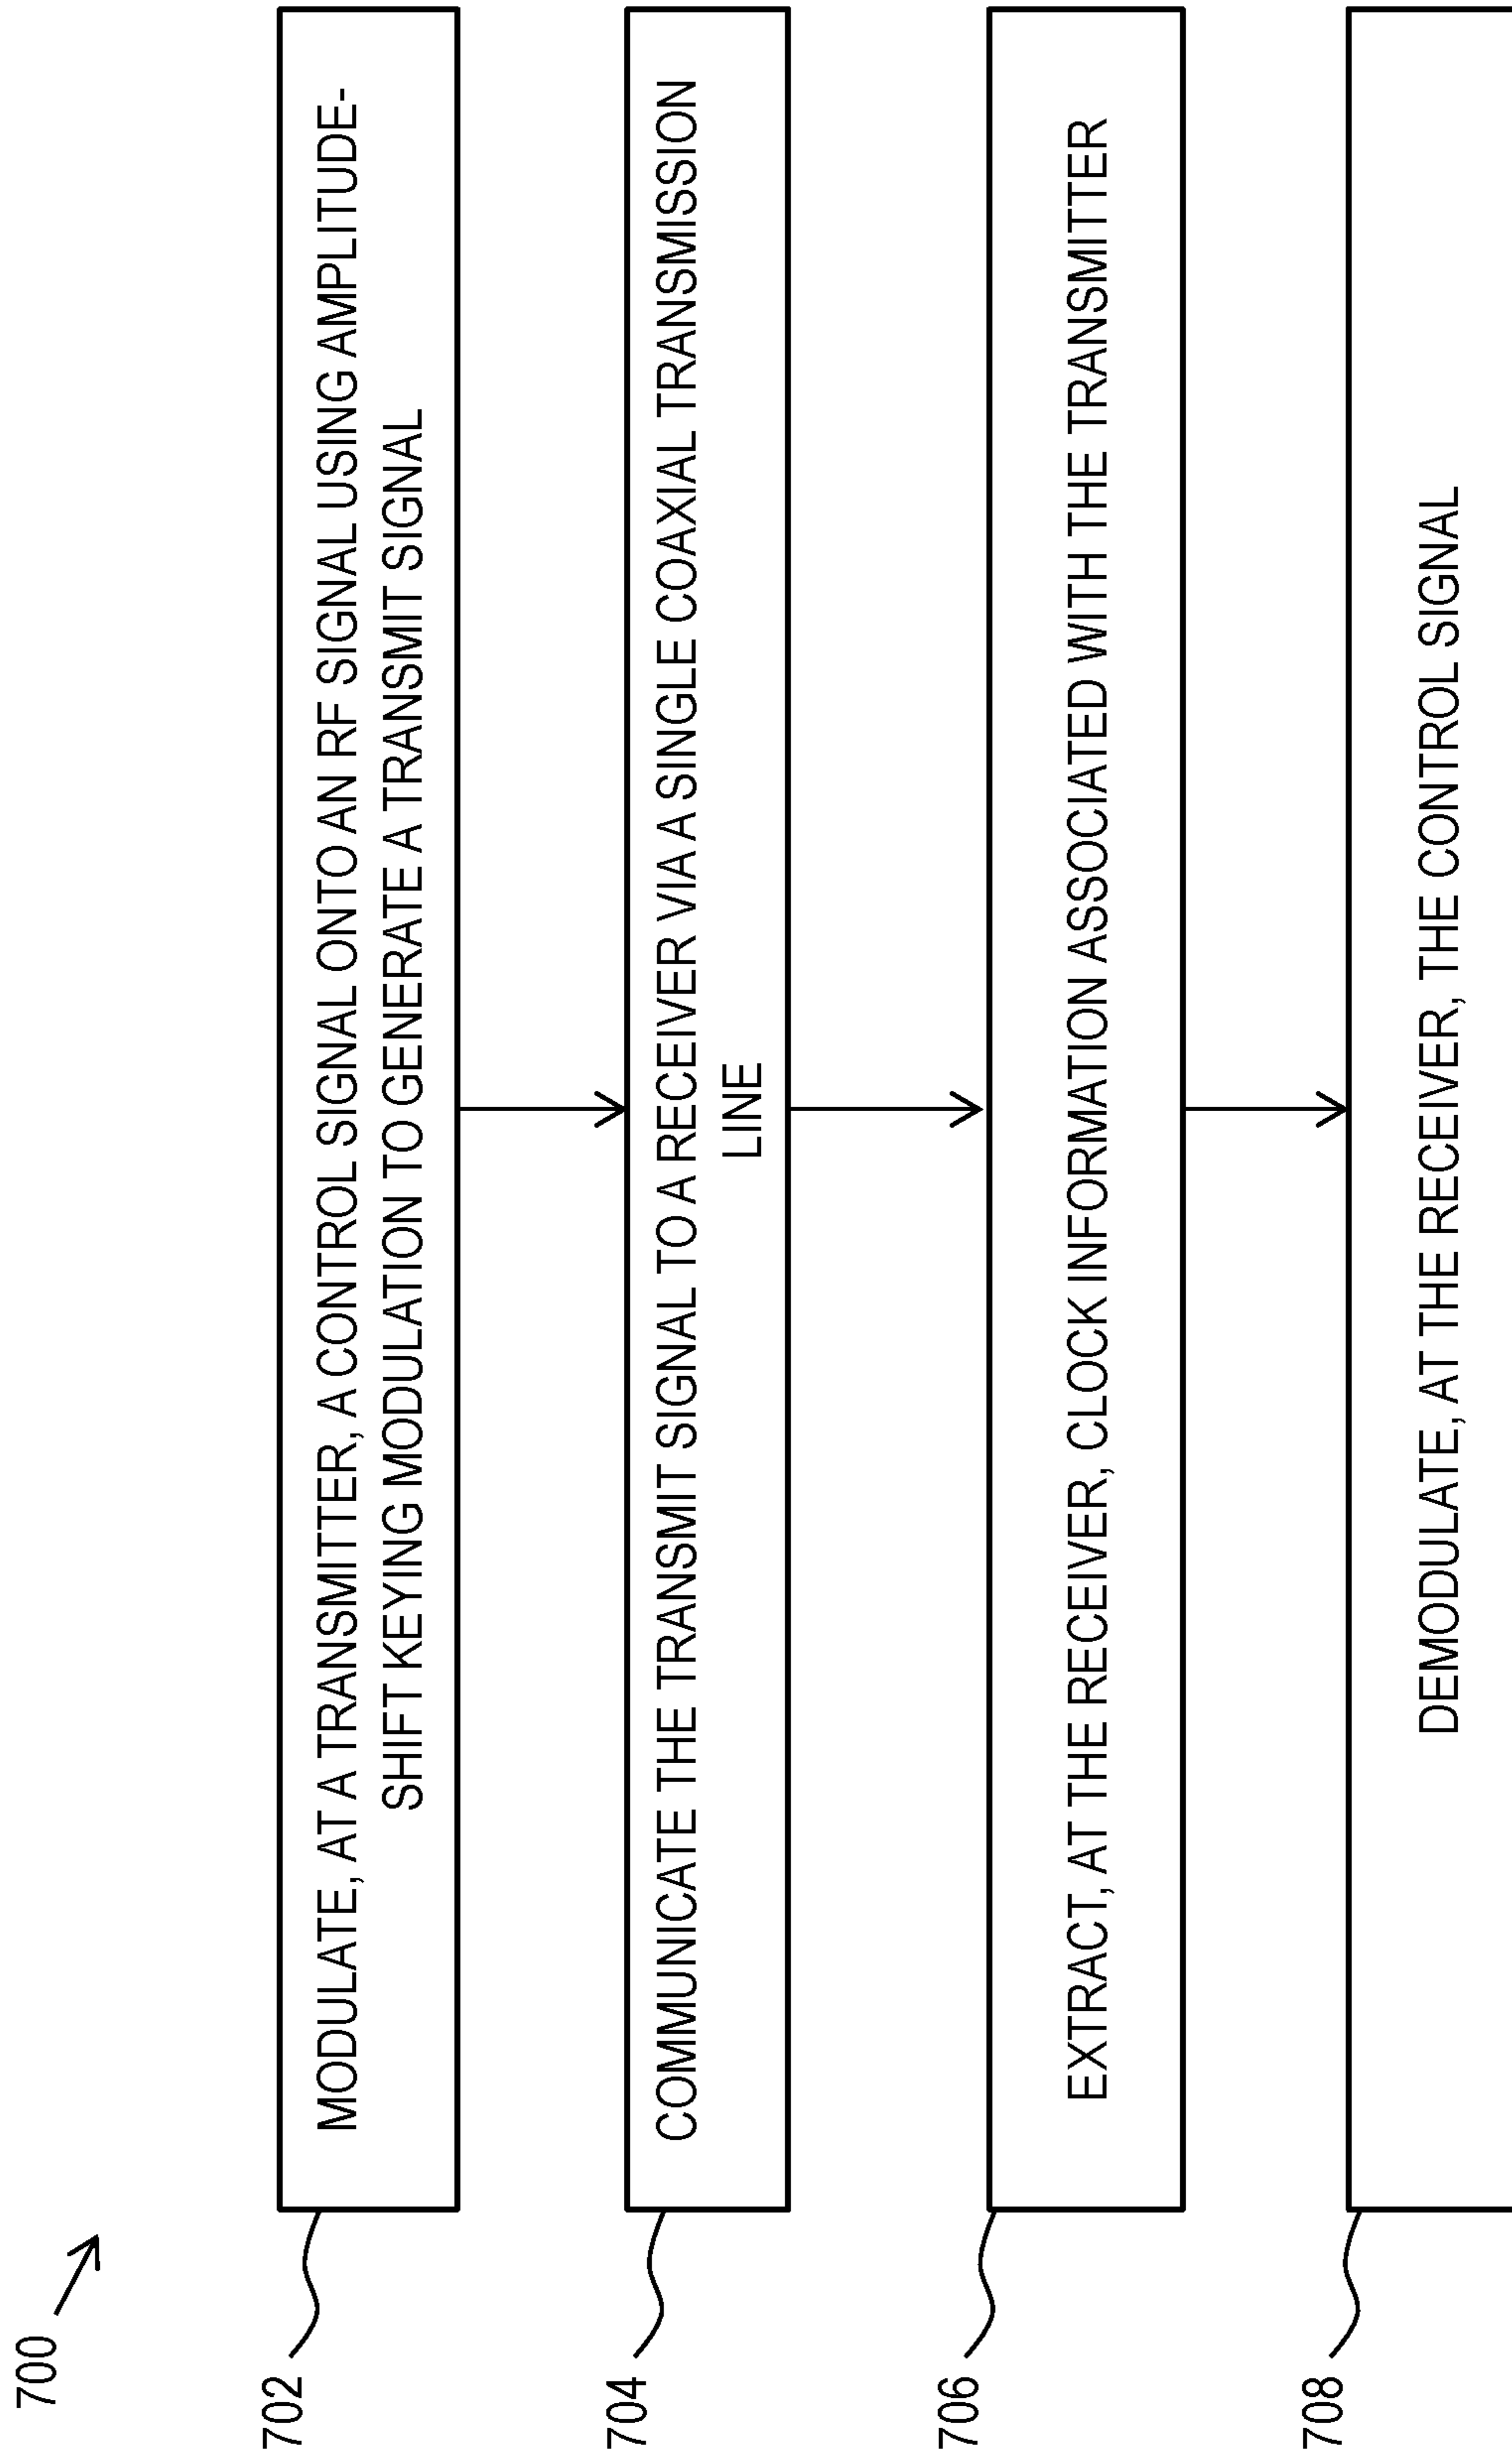 700
702
MODULATE, AT A TRANSMITTER, A CONTROL SIGNAL ONTO AN RF SIGNAL USING AMPLITUDE-
SHIFT KEYING MODULATION TO GENERATE A TRANSMIT SIGNAL
704
COMMUNICATE THE TRANSMIT SIGNAL TO A RECEIVER VIA A SINGLE COAXIAL TRANSMISSION
LINE
706
EXTRACT, AT THE RECEIVER, CLOCK INFORMATION ASSOCIATED WITH THE TRANSMITTER
708
DEMODULATE, AT THE RECEIVER, THE CONTROL SIGNAL